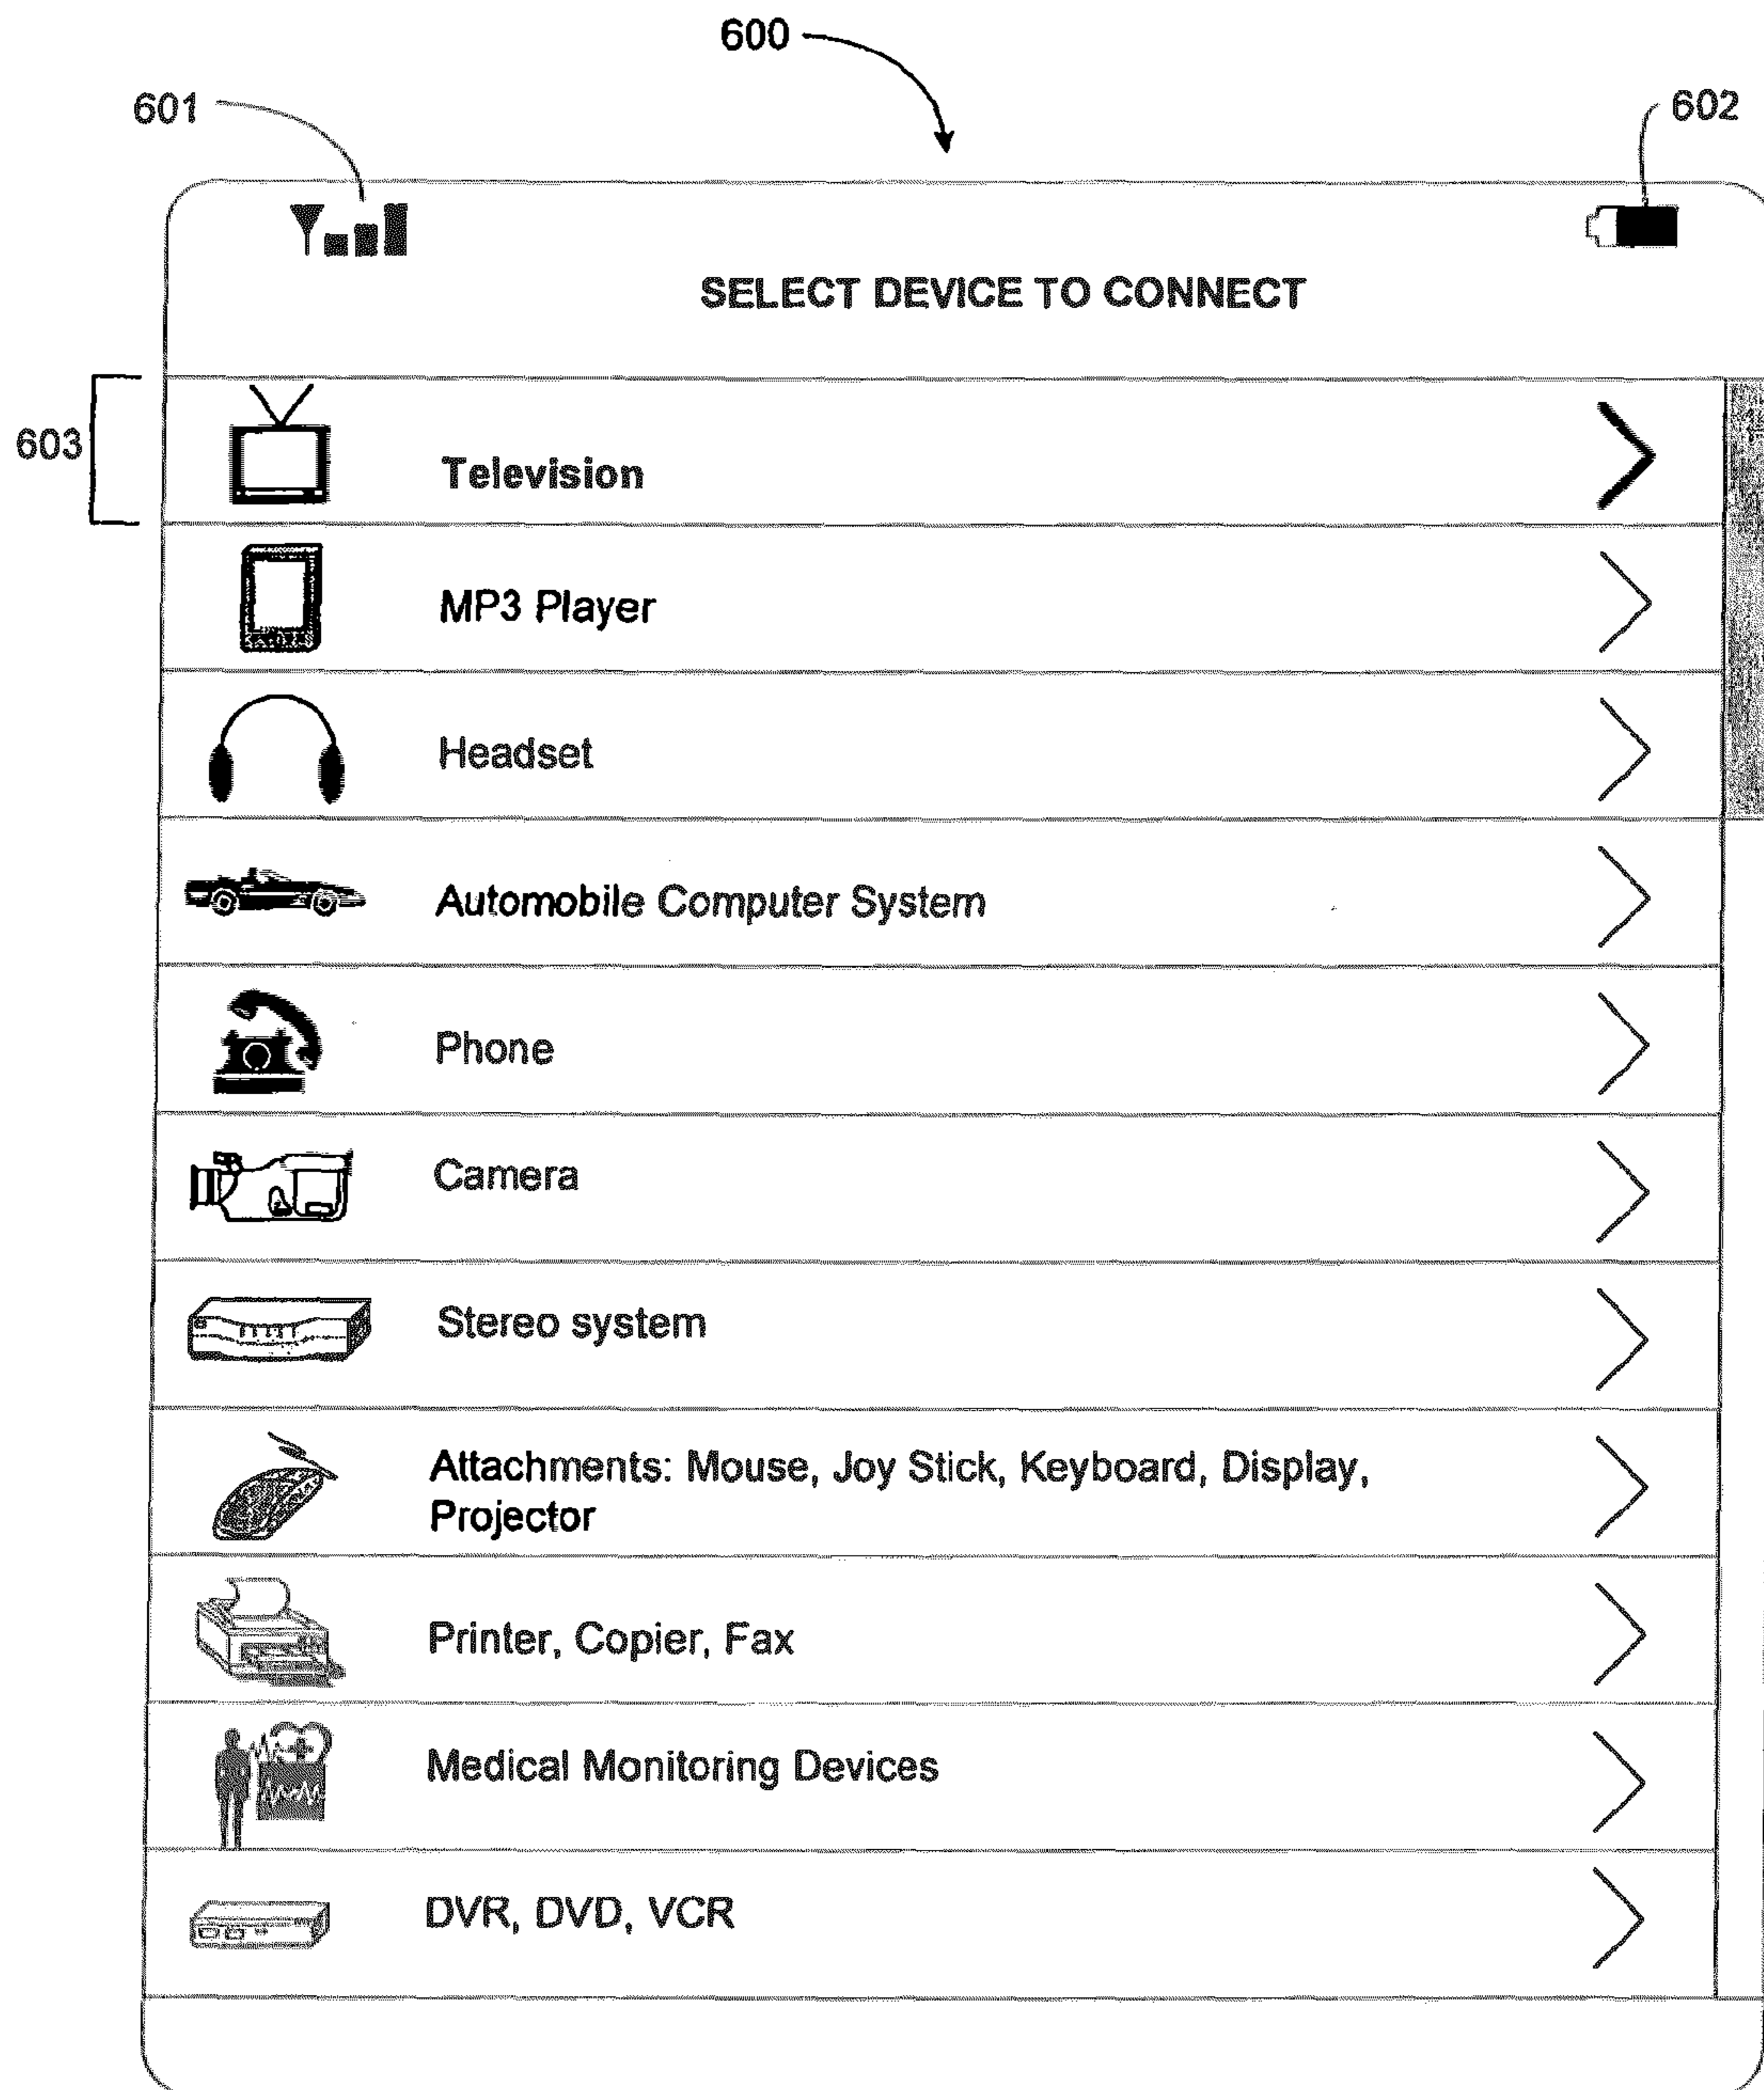 600
601
602
SELECT DEVICE TO CONNECT
603
Television
MP3 Player
Headset
Automobile Computer System
Phone
Camera
Stereo system
Attachments: Mouse, Joy Stick, Keyboard, Display,
Projector
Printer, Copier, Fax
Medical Monitoring Devices
DVR, DVD, VCR